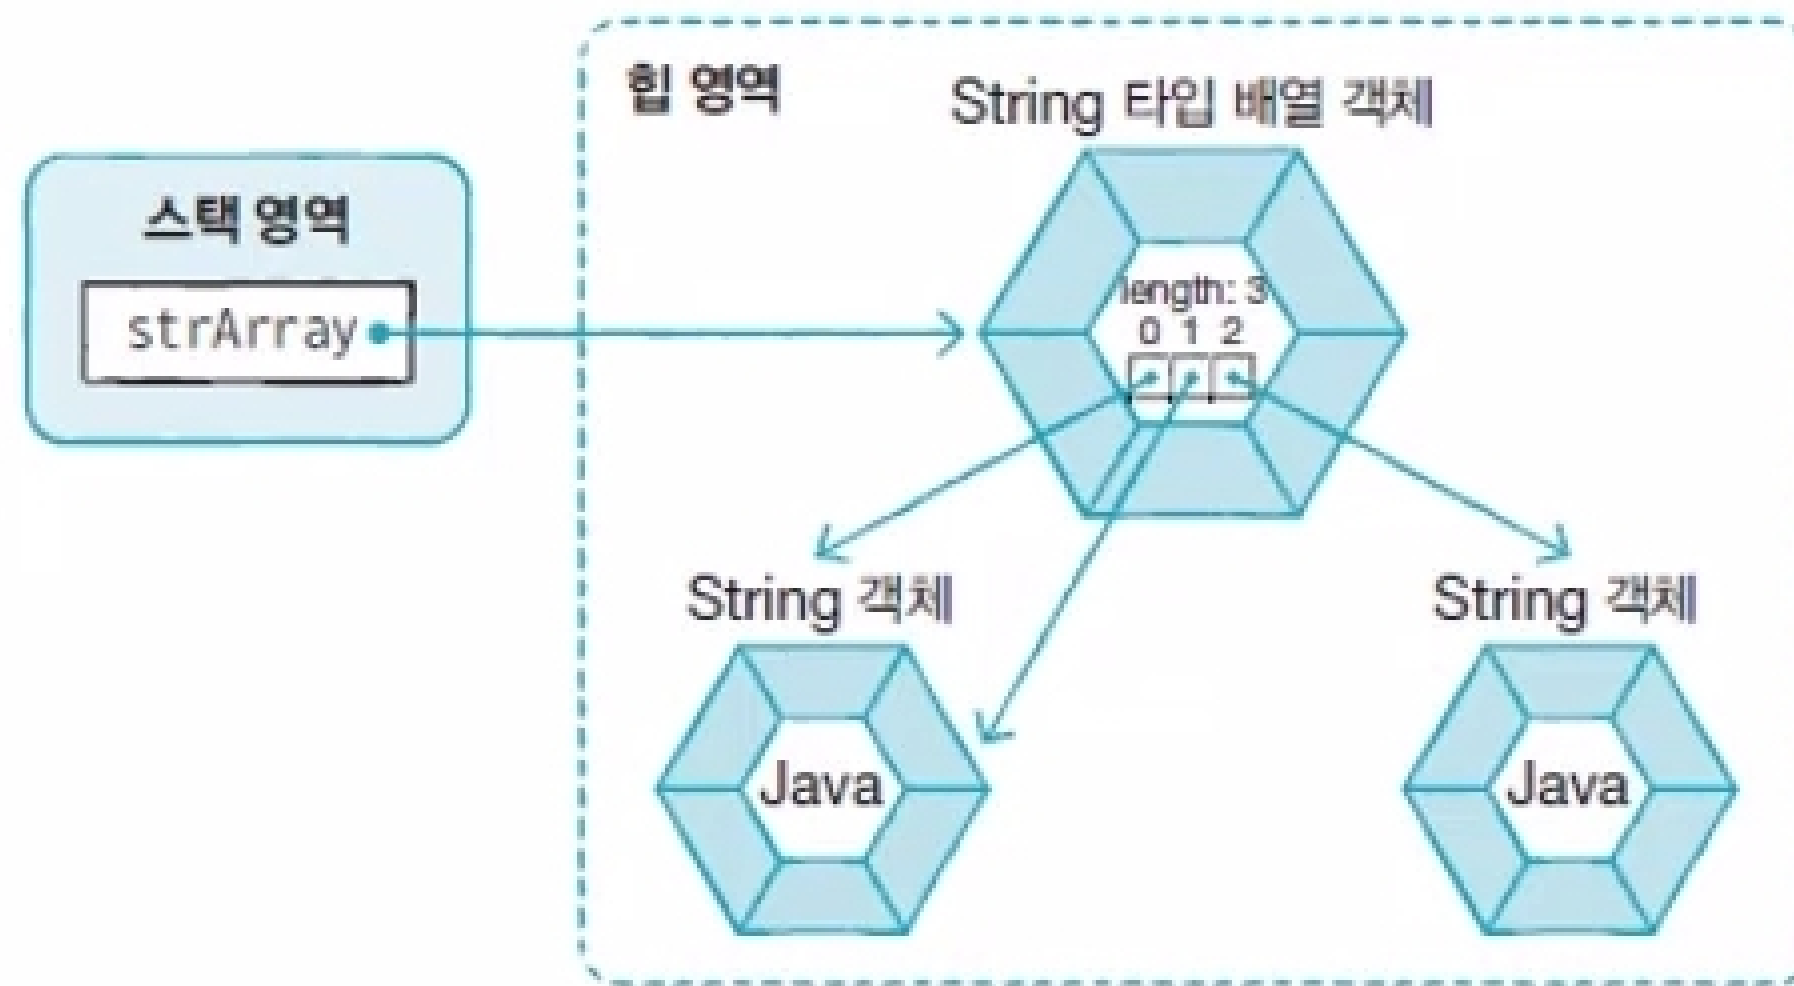 힙 영역
String 타입 배열 객체
스택 영역
strArray
length: 3
0 1 2
String 객체
String 객체
Java
Java